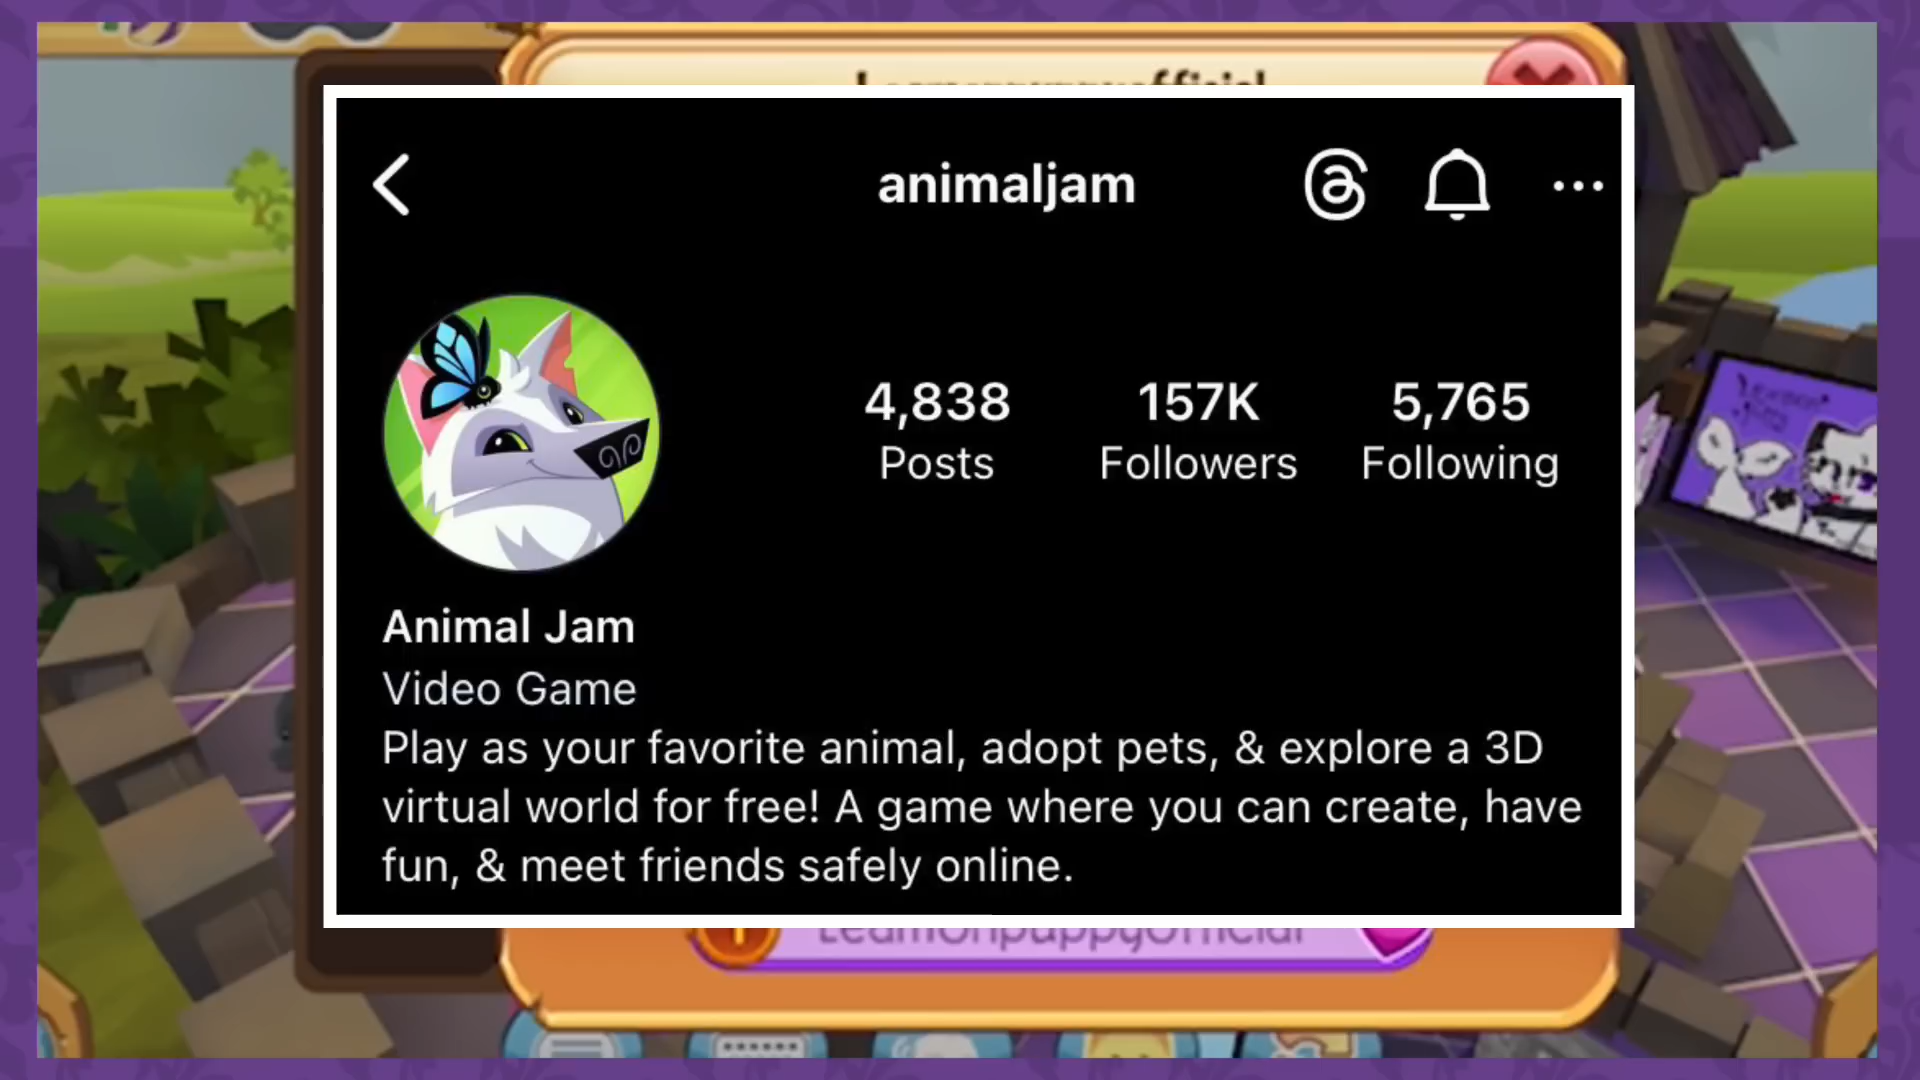 animaljam
4,838
157K
5,765
Posts
Followers
Following
Animal Jam
Video Game
Play as your favorite animal, adopt pets, & explore a 3D
virtual world for free! A game where you can create, have
fun, & meet friends safely online.